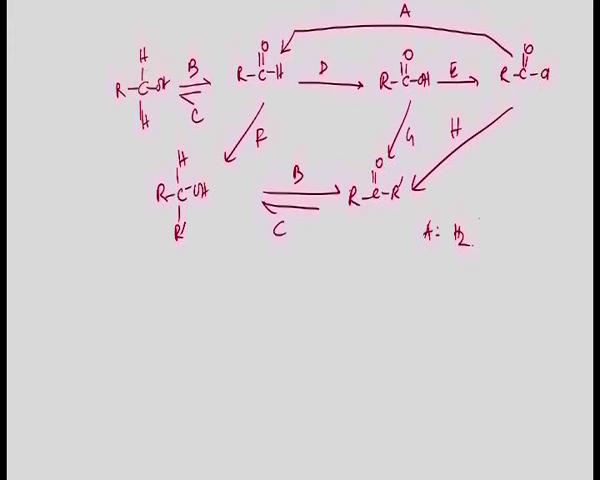 A
H O O O
R-C-OH B R-C-H D R-C-OH E R-C-Cl
H C
F G H
H O
R-C-OH B R-C-R'
R' C
A: H2